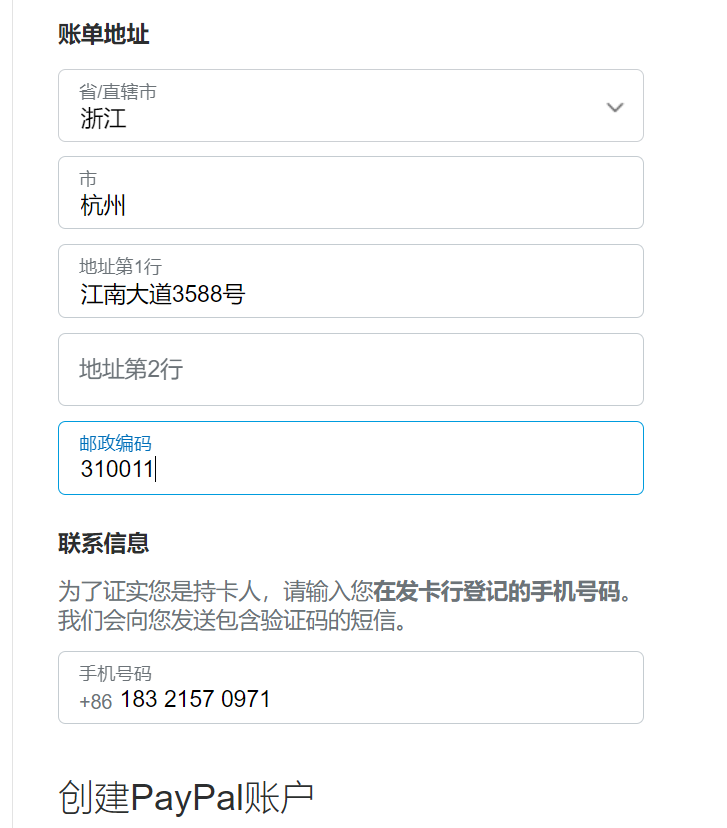 账单地址
省/直辖市
浙江
市
杭州
地址第1行
江南大道3588号
地址第2行
邮政编码
310011
联系信息
为了证实您是持卡人，请输入您在发卡行登记的手机号码。
我们会向您发送包含验证码的短信。
手机号码
+86 183 2157 0971
创建PayPal账户